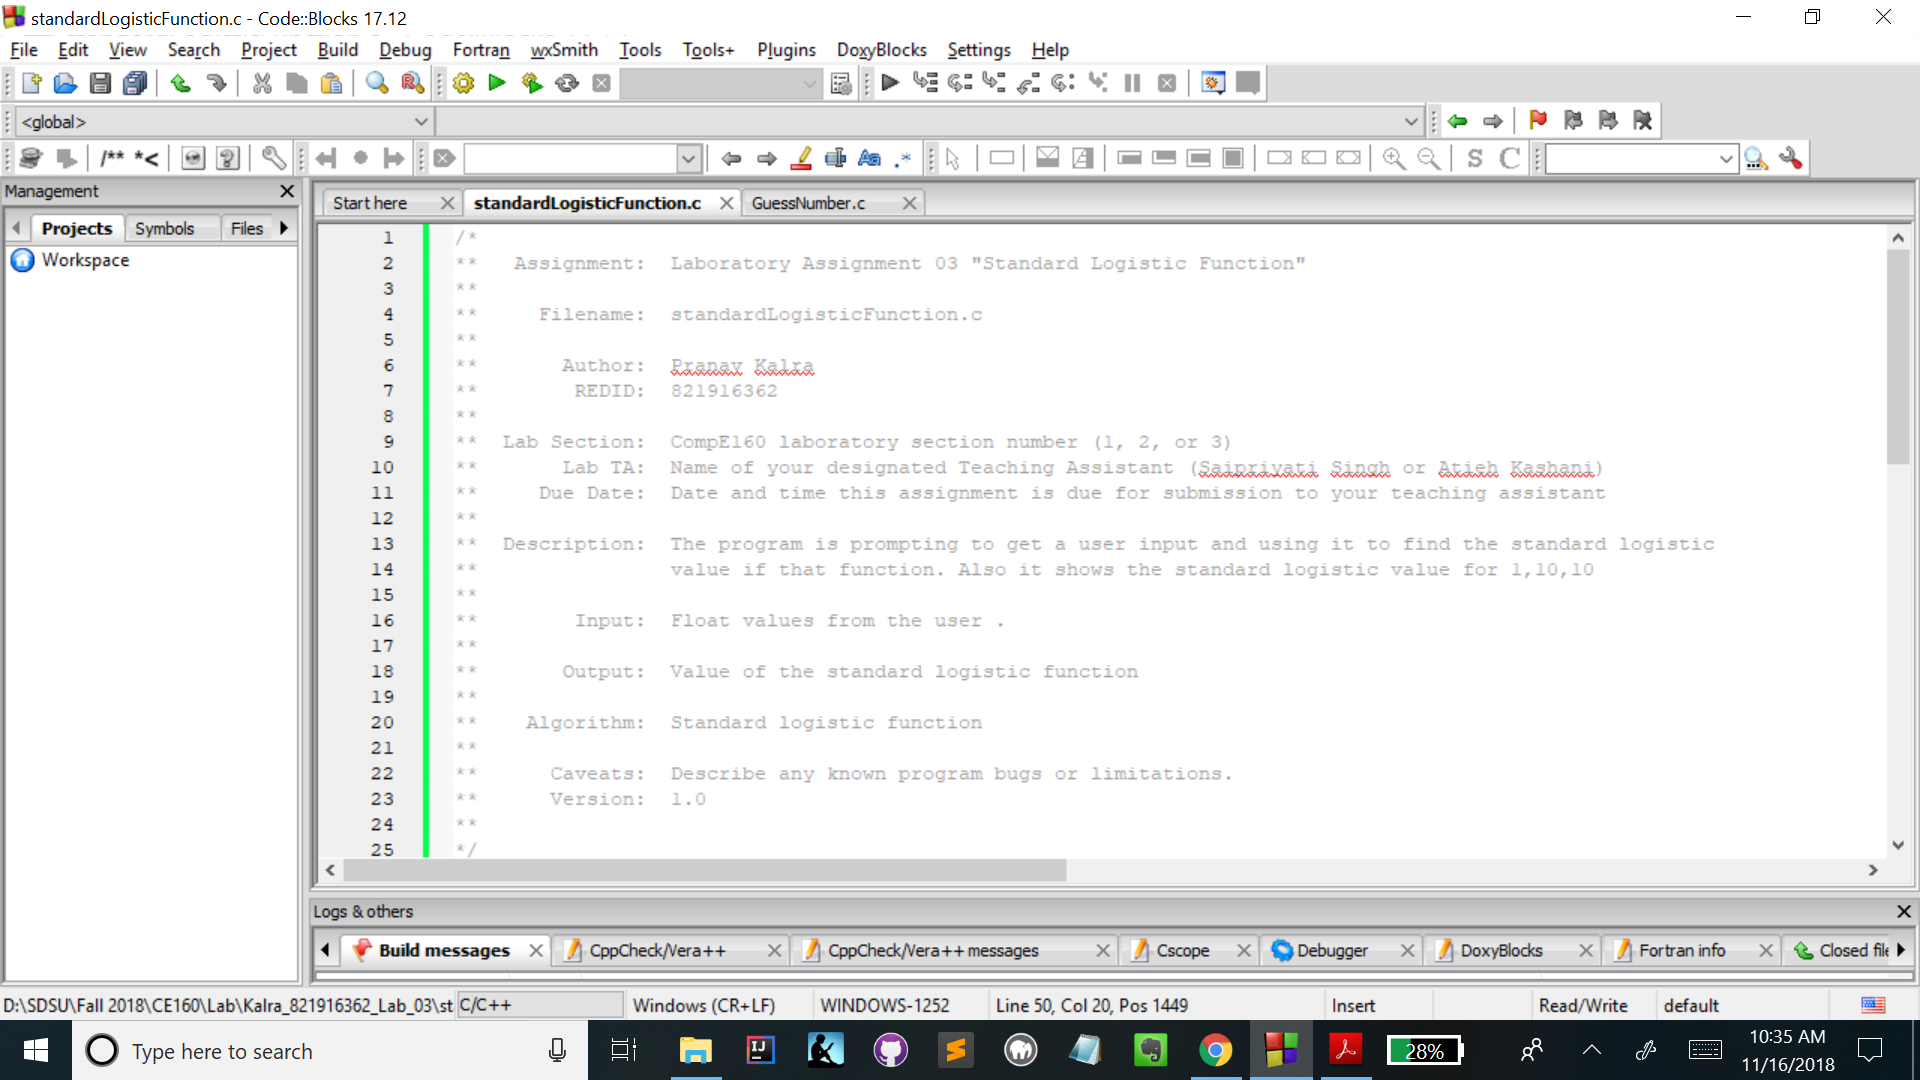 standardLogisticFunction.c - Code::Blocks 17.12
File Edit View Search Project Build Debug Fortran wxSmith Tools Tools+ Plugins DoxyBlocks Settings Help
<global>
/** *<
S C
Management
Projects Symbols Files
Workspace
Start here standardLogisticFunction.c GuessNumber.c
1 /*
2 ** Assignment: Laboratory Assignment 03 "Standard Logistic Function"
3 **
4 ** Filename: standardLogisticFunction.c
5 **
6 ** Author: Pranav Kalra
7 ** REDID: 821916362
8 **
9 ** Lab Section: CompE160 laboratory section number (1, 2, or 3)
10 ** Lab TA: Name of your designated Teaching Assistant (Saipriyati Singh or Atieh Kashani)
11 ** Due Date: Date and time this assignment is due for submission to your teaching assistant
12 **
13 ** Description: The program is prompting to get a user input and using it to find the standard logistic
14 ** value if that function. Also it shows the standard logistic value for 1,10,10
15 **
16 ** Input: Float values from the user .
17 **
18 ** Output: Value of the standard logistic function
19 **
20 ** Algorithm: Standard logistic function
21 **
22 ** Caveats: Describe any known program bugs or limitations.
23 ** Version: 1.0
24 **
25 */
Logs & others
Build messages CppCheck/Vera++ CppCheck/Vera++ messages Cscope Debugger DoxyBlocks Fortran info Closed file
D:\SDSU\Fall 2018\CE160\Lab\Kalra_821916362_Lab_03\st C/C++ Windows (CR+LF) WINDOWS-1252 Line 50, Col 20, Pos 1449 Insert Read/Write default
Type here to search 28% 10:35 AM
11/16/2018